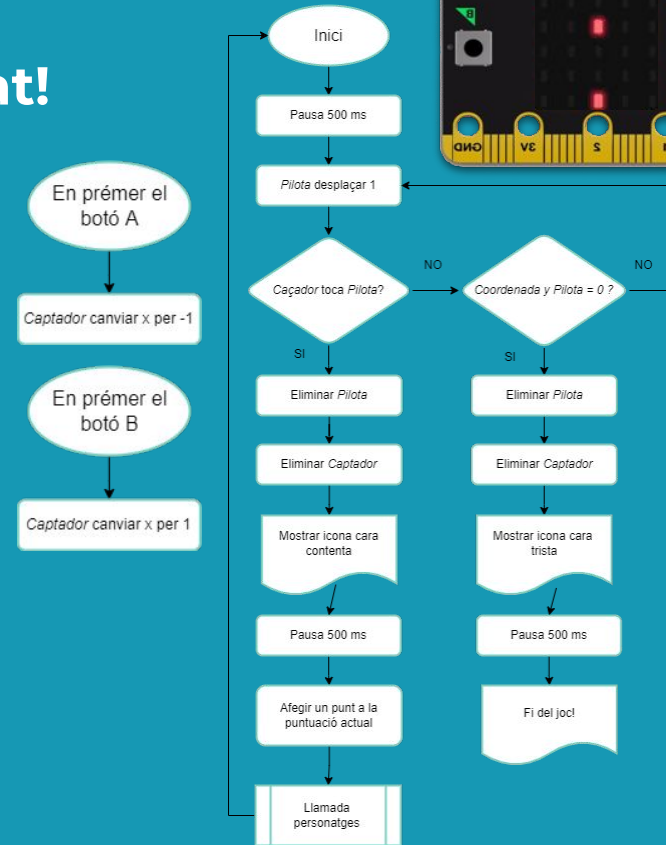 nt!
En prémer el
botó A
Captador canviar x per -1
En prémer el
botó B
Captador canviar x per 1
Inici
Pausa 500 ms
Pilota desplaçar 1
Caçador toca Pilota?
NO
SI
Eliminar Pilota
Eliminar Captador
Mostrar icona cara
contenta
Pausa 500 ms
Afegir un punt a la
puntuació actual
Llamada
personatges
Coordenada y Pilota = 0 ?
NO
SI
Eliminar Pilota
Eliminar Captador
Mostrar icona cara
trista
Pausa 500 ms
Fi del joc!
B
GND
3V
2